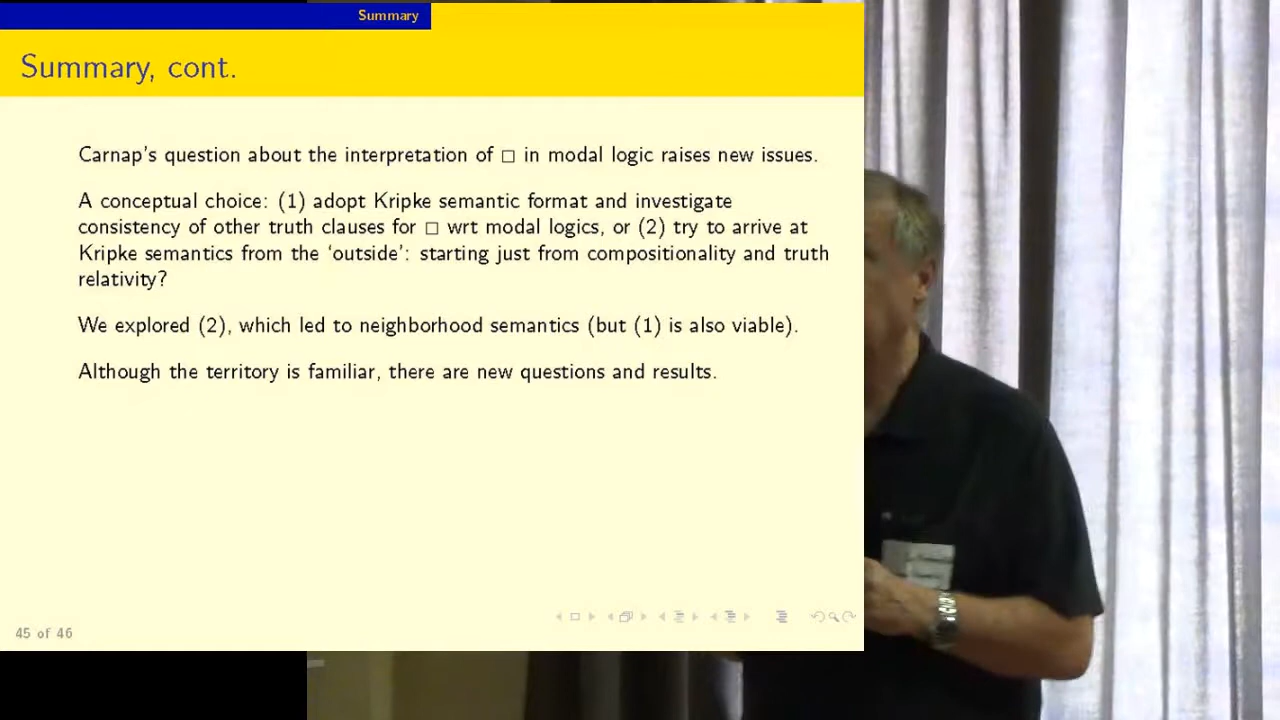 Summary
Summary, cont.
Carnap's question about the interpretation of □ in modal logic raises new issues.
A conceptual choice: (1) adopt Kripke semantic format and investigate
consistency of other truth clauses for □ wrt modal logics, or (2) try to arrive at
Kripke semantics from the ‘outside’: starting just from compositionality and truth
relativity?
We explored (2), which led to neighborhood semantics (but (1) is also viable).
Although the territory is familiar, there are new questions and results.
45 of 46